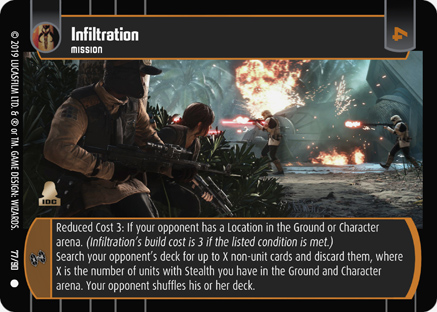 Infiltration
MISSION
4
© 2019 LUCASFILM LTD. & ® or TM. GAME DESIGN: WIZARDS.
IDC
77/90
Reduced Cost 3: If your opponent has a Location in the Ground or Character
arena. (Infiltration's build cost is 3 if the listed condition is met.)
Search your opponent's deck for up to X non-unit cards and discard them, where
X is the number of units with Stealth you have in the Ground and Character
arena. Your opponent shuffles his or her deck.